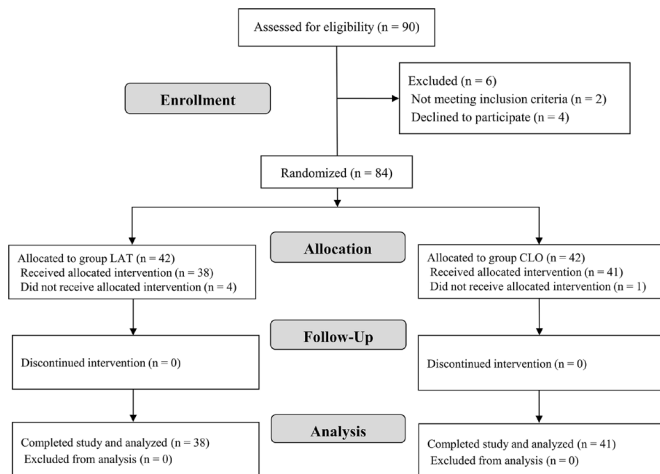 Assessed for eligibility (n = 90)
Excluded (n = 6)
Not meeting inclusion criteria (n = 2)
Declined to participate (n = 4)
Enrollment
Randomized (n = 84)
Allocation
Allocated to group LAT (n = 42)
Received allocated intervention (n = 38)
Did not receive allocated intervention (n = 4)
Allocated to group CLO (n = 42)
Received allocated intervention (n = 41)
Did not receive allocated intervention (n = 1)
Follow-Up
Discontinued intervention (n = 0)
Discontinued intervention (n = 0)
Analysis
Completed study and analyzed (n = 38)
Excluded from analysis (n = 0)
Completed study and analyzed (n = 41)
Excluded from analysis (n = 0)